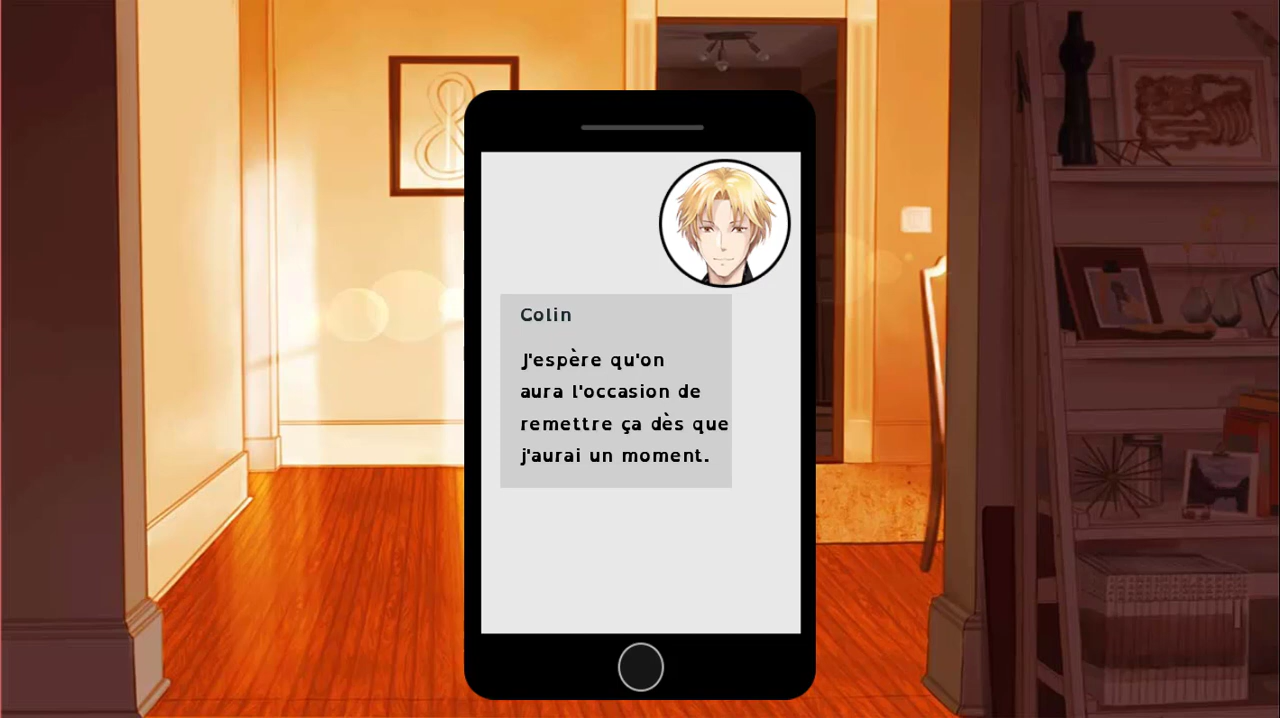 Colin
J'espère qu'on
aura l'occasion de
remettre ça dès que
j'aurai un moment.